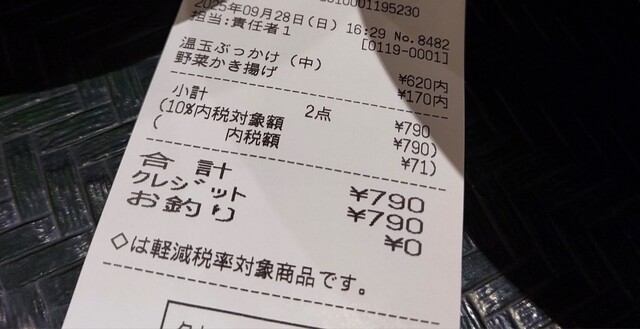 2025年09月28日(日) 16:29 No.8482
担当:責任者1 [0119-0001]
温玉ぶっかけ(中) ¥620内
野菜かき揚げ ¥170内
小計 2点 ¥790
(10%内税対象額 ¥790)
( 内税額 ¥71)
合 計 ¥790
クレジット ¥790
お釣り ¥0
◇は軽減税率対象商品です。